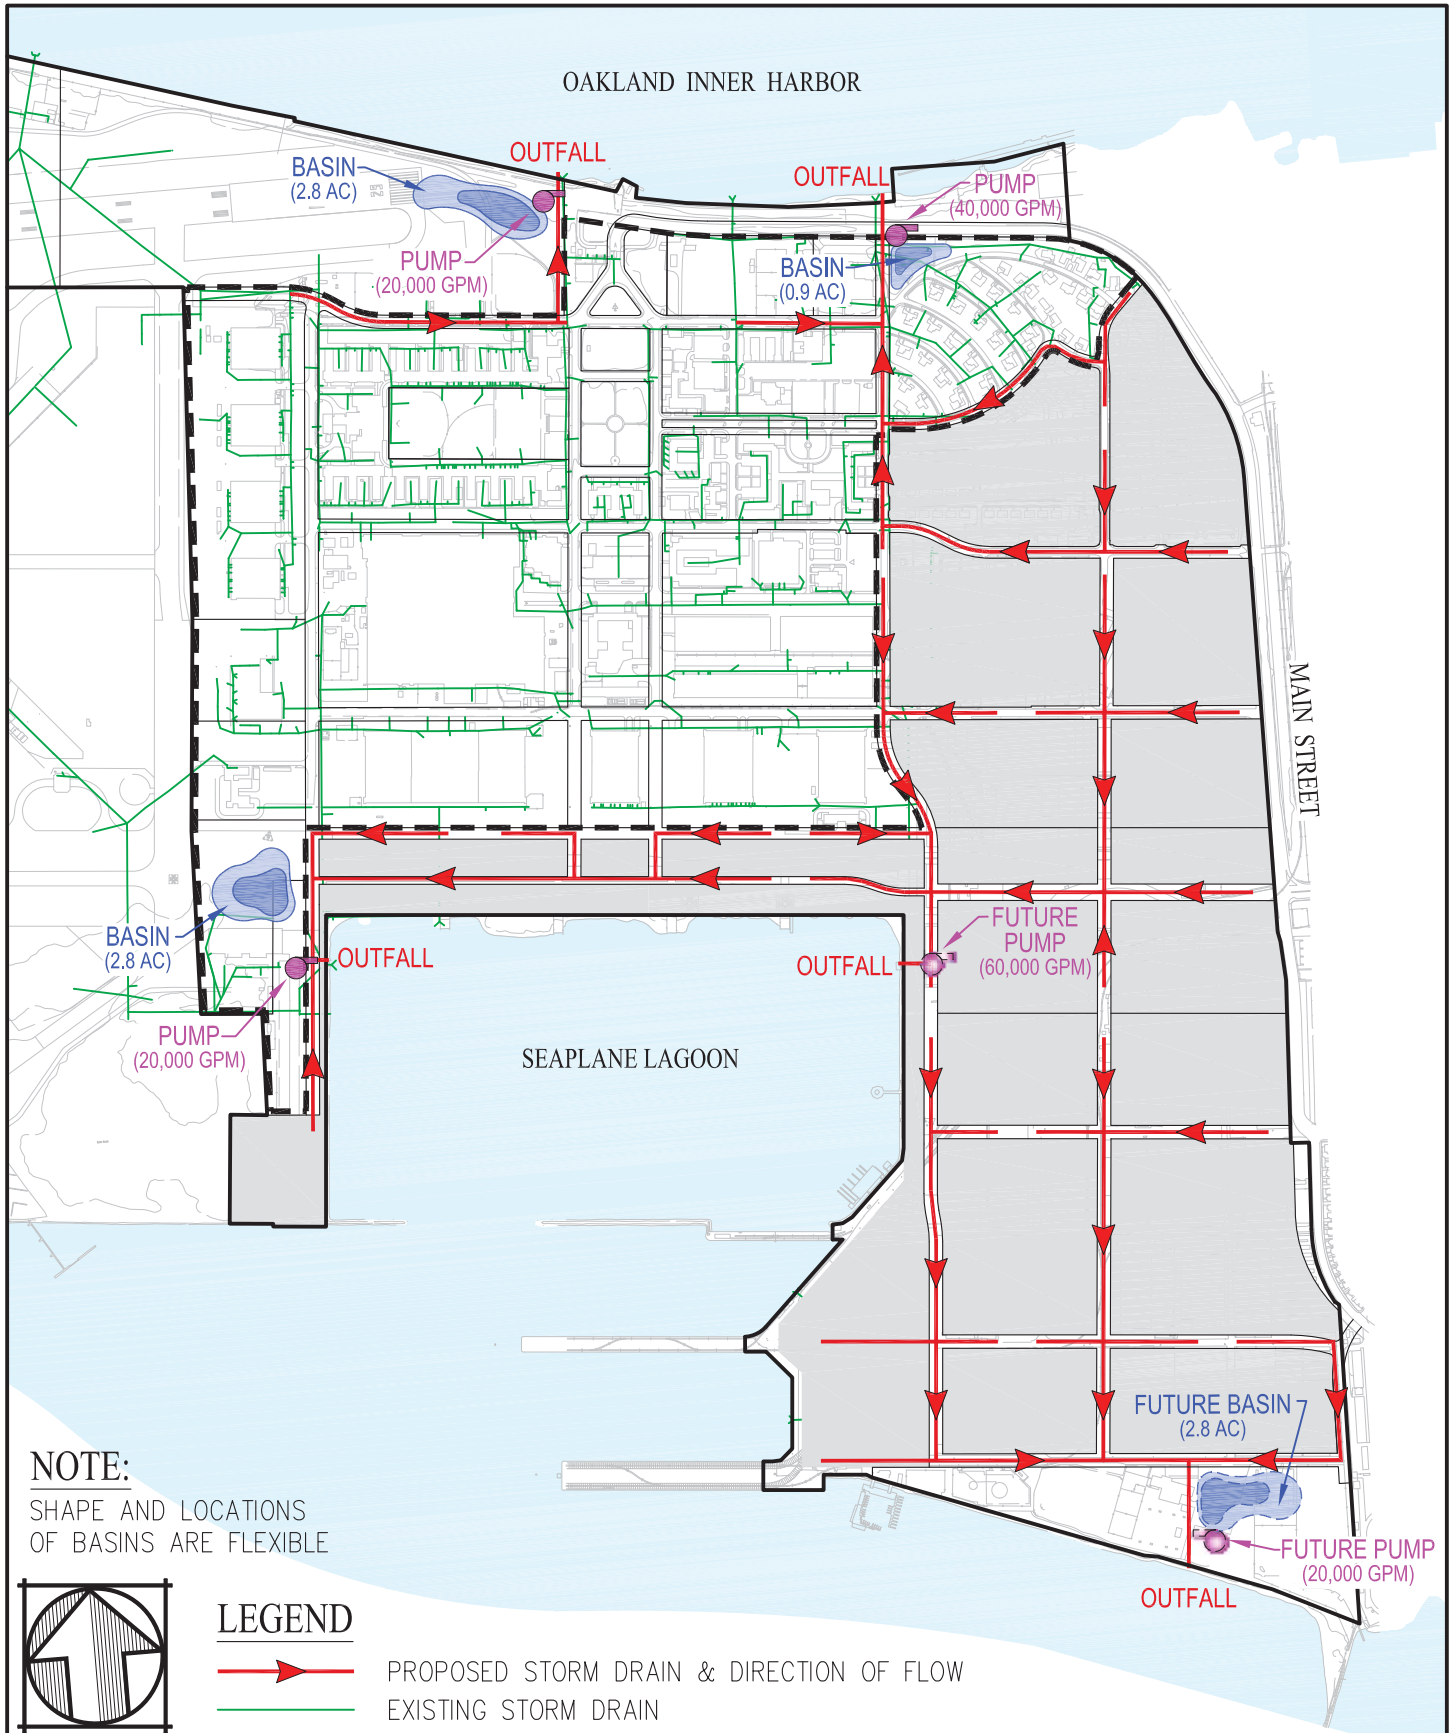 OAKLAND INNER HARBOR
OUTFALL
BASIN
(2.8 AC)
OUTFALL
PUMP
(40,000 GPM)
PUMP
(20,000 GPM)
BASIN
(0.9 AC)
MAIN STREET
BASIN
(2.8 AC)
OUTFALL
OUTFALL
FUTURE
PUMP
(60,000 GPM)
PUMP
(20,000 GPM)
SEAPLANE LAGOON
FUTURE BASIN
(2.8 AC)
NOTE:
SHAPE AND LOCATIONS
OF BASINS ARE FLEXIBLE
FUTURE PUMP
(20,000 GPM)
OUTFALL
LEGEND
PROPOSED STORM DRAIN & DIRECTION OF FLOW
EXISTING STORM DRAIN